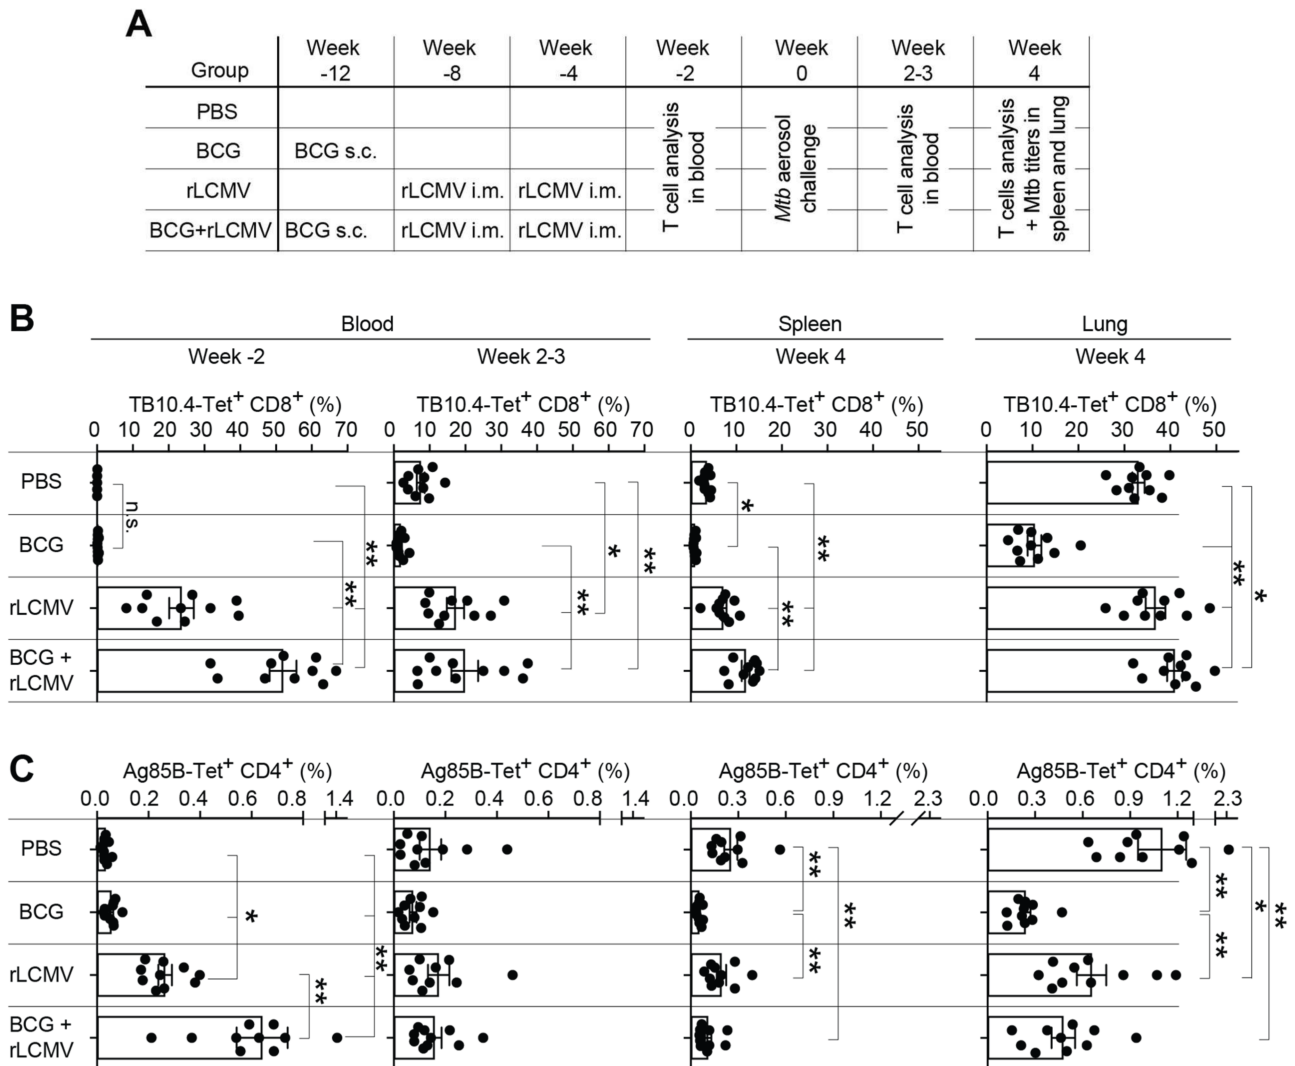 A
Group
Week -12
Week -8
Week -4
Week -2
Week 0
Week 2-3
Week 4
PBS
BCG
BCG s.c.
rLCMV
rLCMV i.m.
rLCMV i.m.
BCG+rLCMV
BCG s.c.
rLCMV i.m.
rLCMV i.m.
T cell analysis
in blood
Mtb aerosol
challenge
T cell analysis
in blood
T cells analysis
+ Mtb titers in
spleen and lung
B
Blood
Spleen
Lung
Week -2
Week 2-3
Week 4
Week 4
TB10.4-Tet+ CD8+ (%)
TB10.4-Tet+ CD8+ (%)
TB10.4-Tet+ CD8+ (%)
TB10.4-Tet+ CD8+ (%)
0 10 20 30 40 50 60 70
0 10 20 30 40 50 60 70
0 10 20 30 40 50
0 10 20 30 40 50
PBS
BCG
rLCMV
BCG +
rLCMV
n.s.
**
**
*
**
**
*
**
**
**
*
C
Ag85B-Tet+ CD4+ (%)
Ag85B-Tet+ CD4+ (%)
Ag85B-Tet+ CD4+ (%)
Ag85B-Tet+ CD4+ (%)
0.0 0.2 0.4 0.6 0.8 1.4
0.0 0.2 0.4 0.6 0.8 1.4
0.0 0.3 0.6 0.9 1.2 2.3
0.0 0.3 0.6 0.9 1.2 2.3
PBS
BCG
rLCMV
BCG +
rLCMV
*
**
**
**
**
**
**
**
*
**